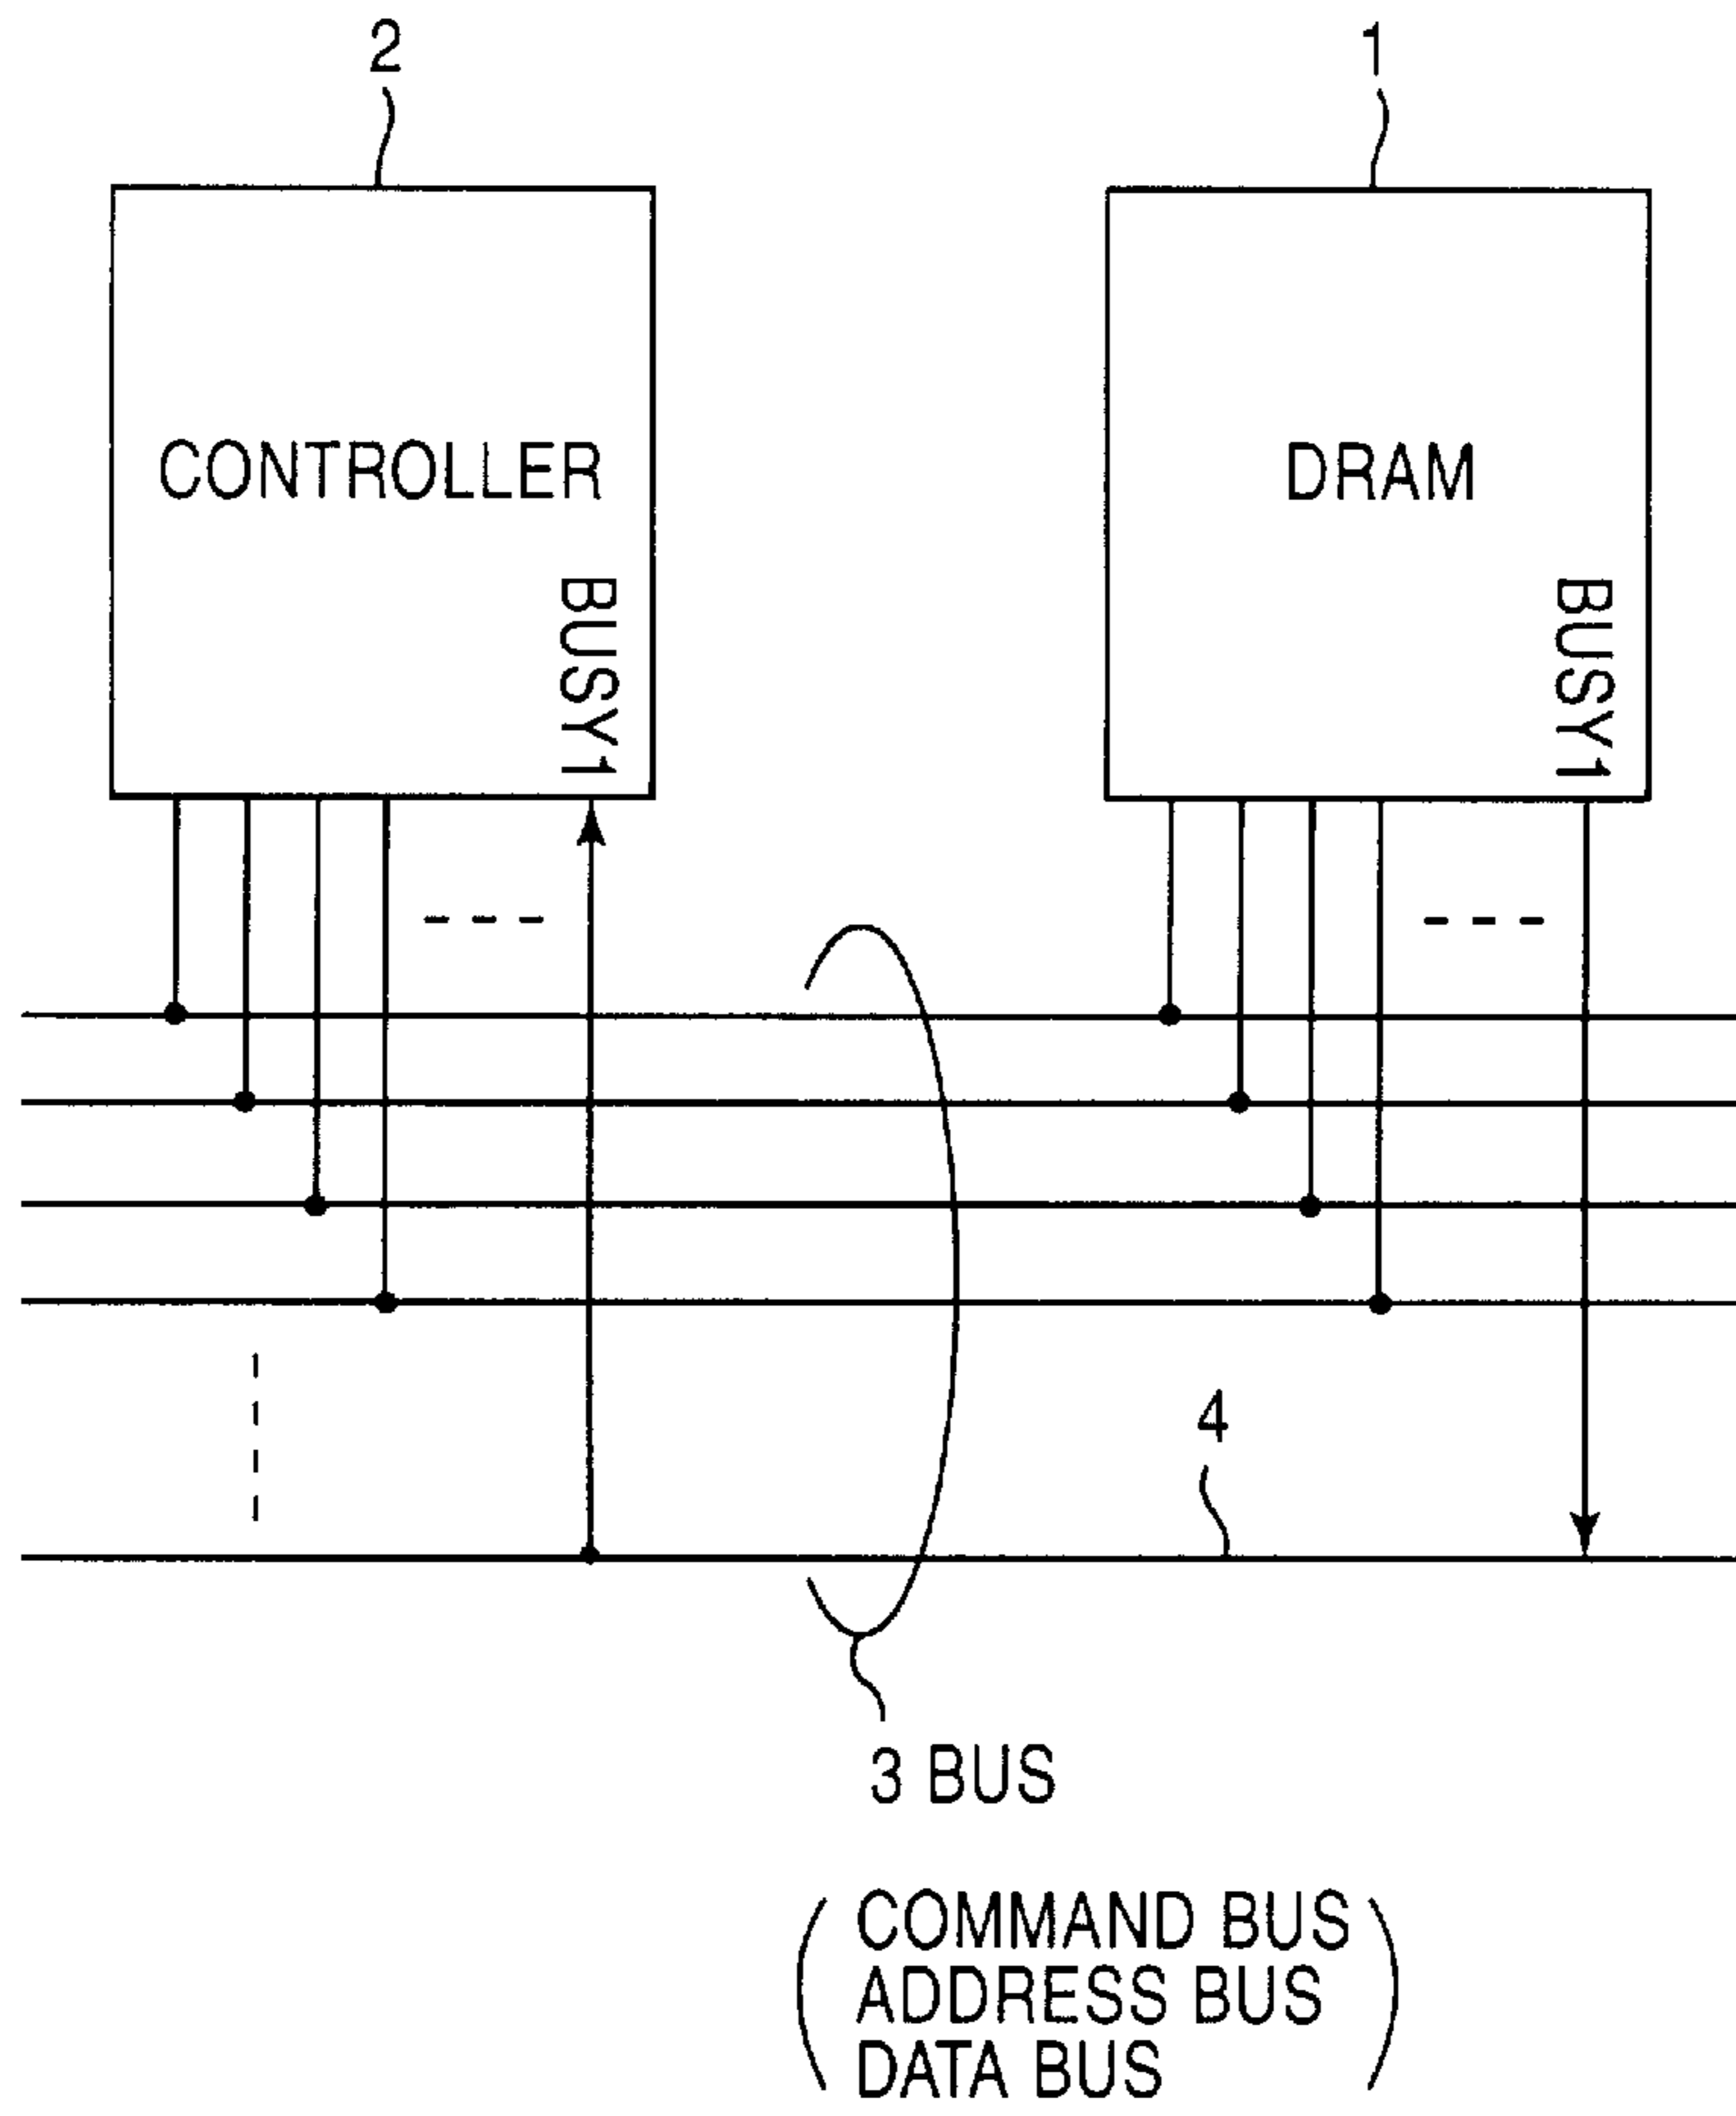 2
1
CONTROLLER
DRAM
BUSY1
BUSY1
4
3 BUS
COMMAND BUS
ADDRESS BUS
DATA BUS